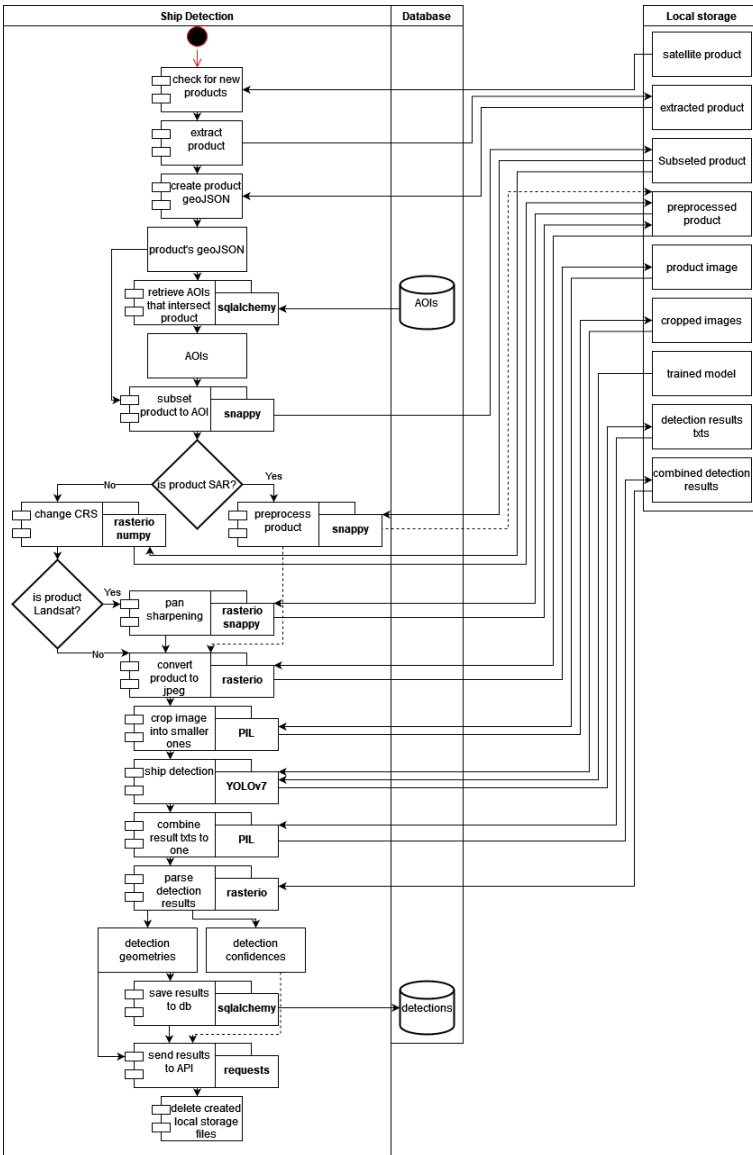 Ship Detection
Database
Local storage
check for new
products
satellite product
extract
product
extracted product
create product
geoJSON
Subseted product
product's geoJSON
preprocessed
product
retrieve AOIs
that intersect
product
sqlalchemy
AOIs
product image
AOIs
cropped images
subset
product to AOI
snappy
trained model
detection results
txts
is product SAR?
No
Yes
combined detection
results
change CRS
rasterio
numpy
preprocess
product
snappy
is product
Landsat?
Yes
No
pan
sharpening
rasterio
snappy
convert
product to
jpeg
rasterio
crop image
into smaller
ones
PIL
ship detection
YOLOv7
combine
result txts to
one
PIL
parse
detection
results
rasterio
detection
geometries
detection
confidences
save results
to db
sqlalchemy
detections
send results
to API
requests
delete created
local storage
files